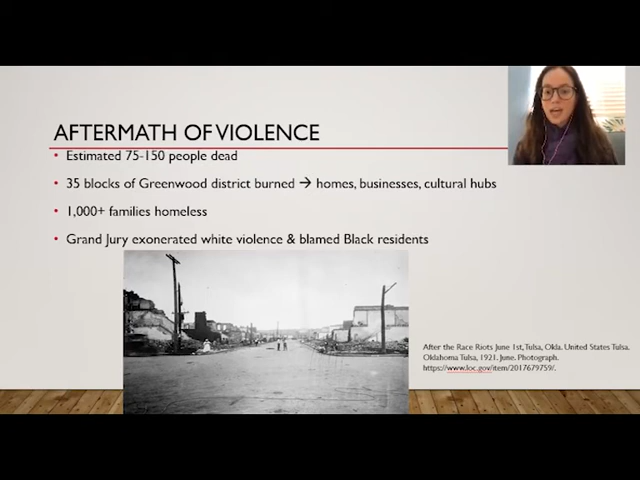 AFTERMATH OF VIOLENCE
• Estimated 75-150 people dead
• 35 blocks of Greenwood district burned → homes, businesses, cultural hubs
• 1,000+ families homeless
• Grand Jury exonerated white violence & blamed Black residents
After the Race Riots June 1st, Tulsa, Okla. United States Tulsa.
Oklahoma Tulsa, 1921. June. Photograph.
https://www.loc.gov/item/2017679759/.